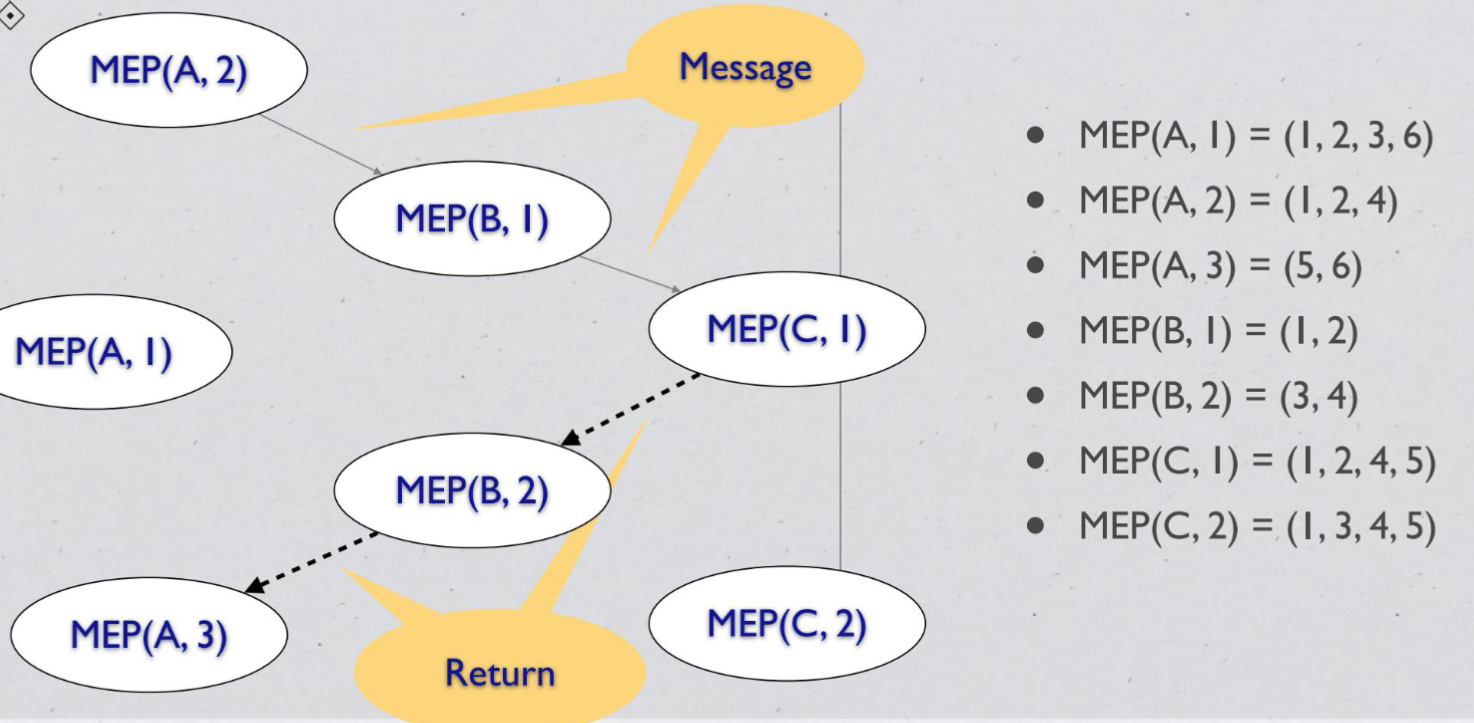 MEP(A, 2)
Message
MEP(B, 1)
MEP(C, 1)
MEP(A, 1)
MEP(B, 2)
MEP(A, 3)
MEP(C, 2)
Return
• MEP(A, 1) = (1, 2, 3, 6)
• MEP(A, 2) = (1, 2, 4)
• MEP(A, 3) = (5, 6)
• MEP(B, 1) = (1, 2)
• MEP(B, 2) = (3, 4)
• MEP(C, 1) = (1, 2, 4, 5)
• MEP(C, 2) = (1, 3, 4, 5)